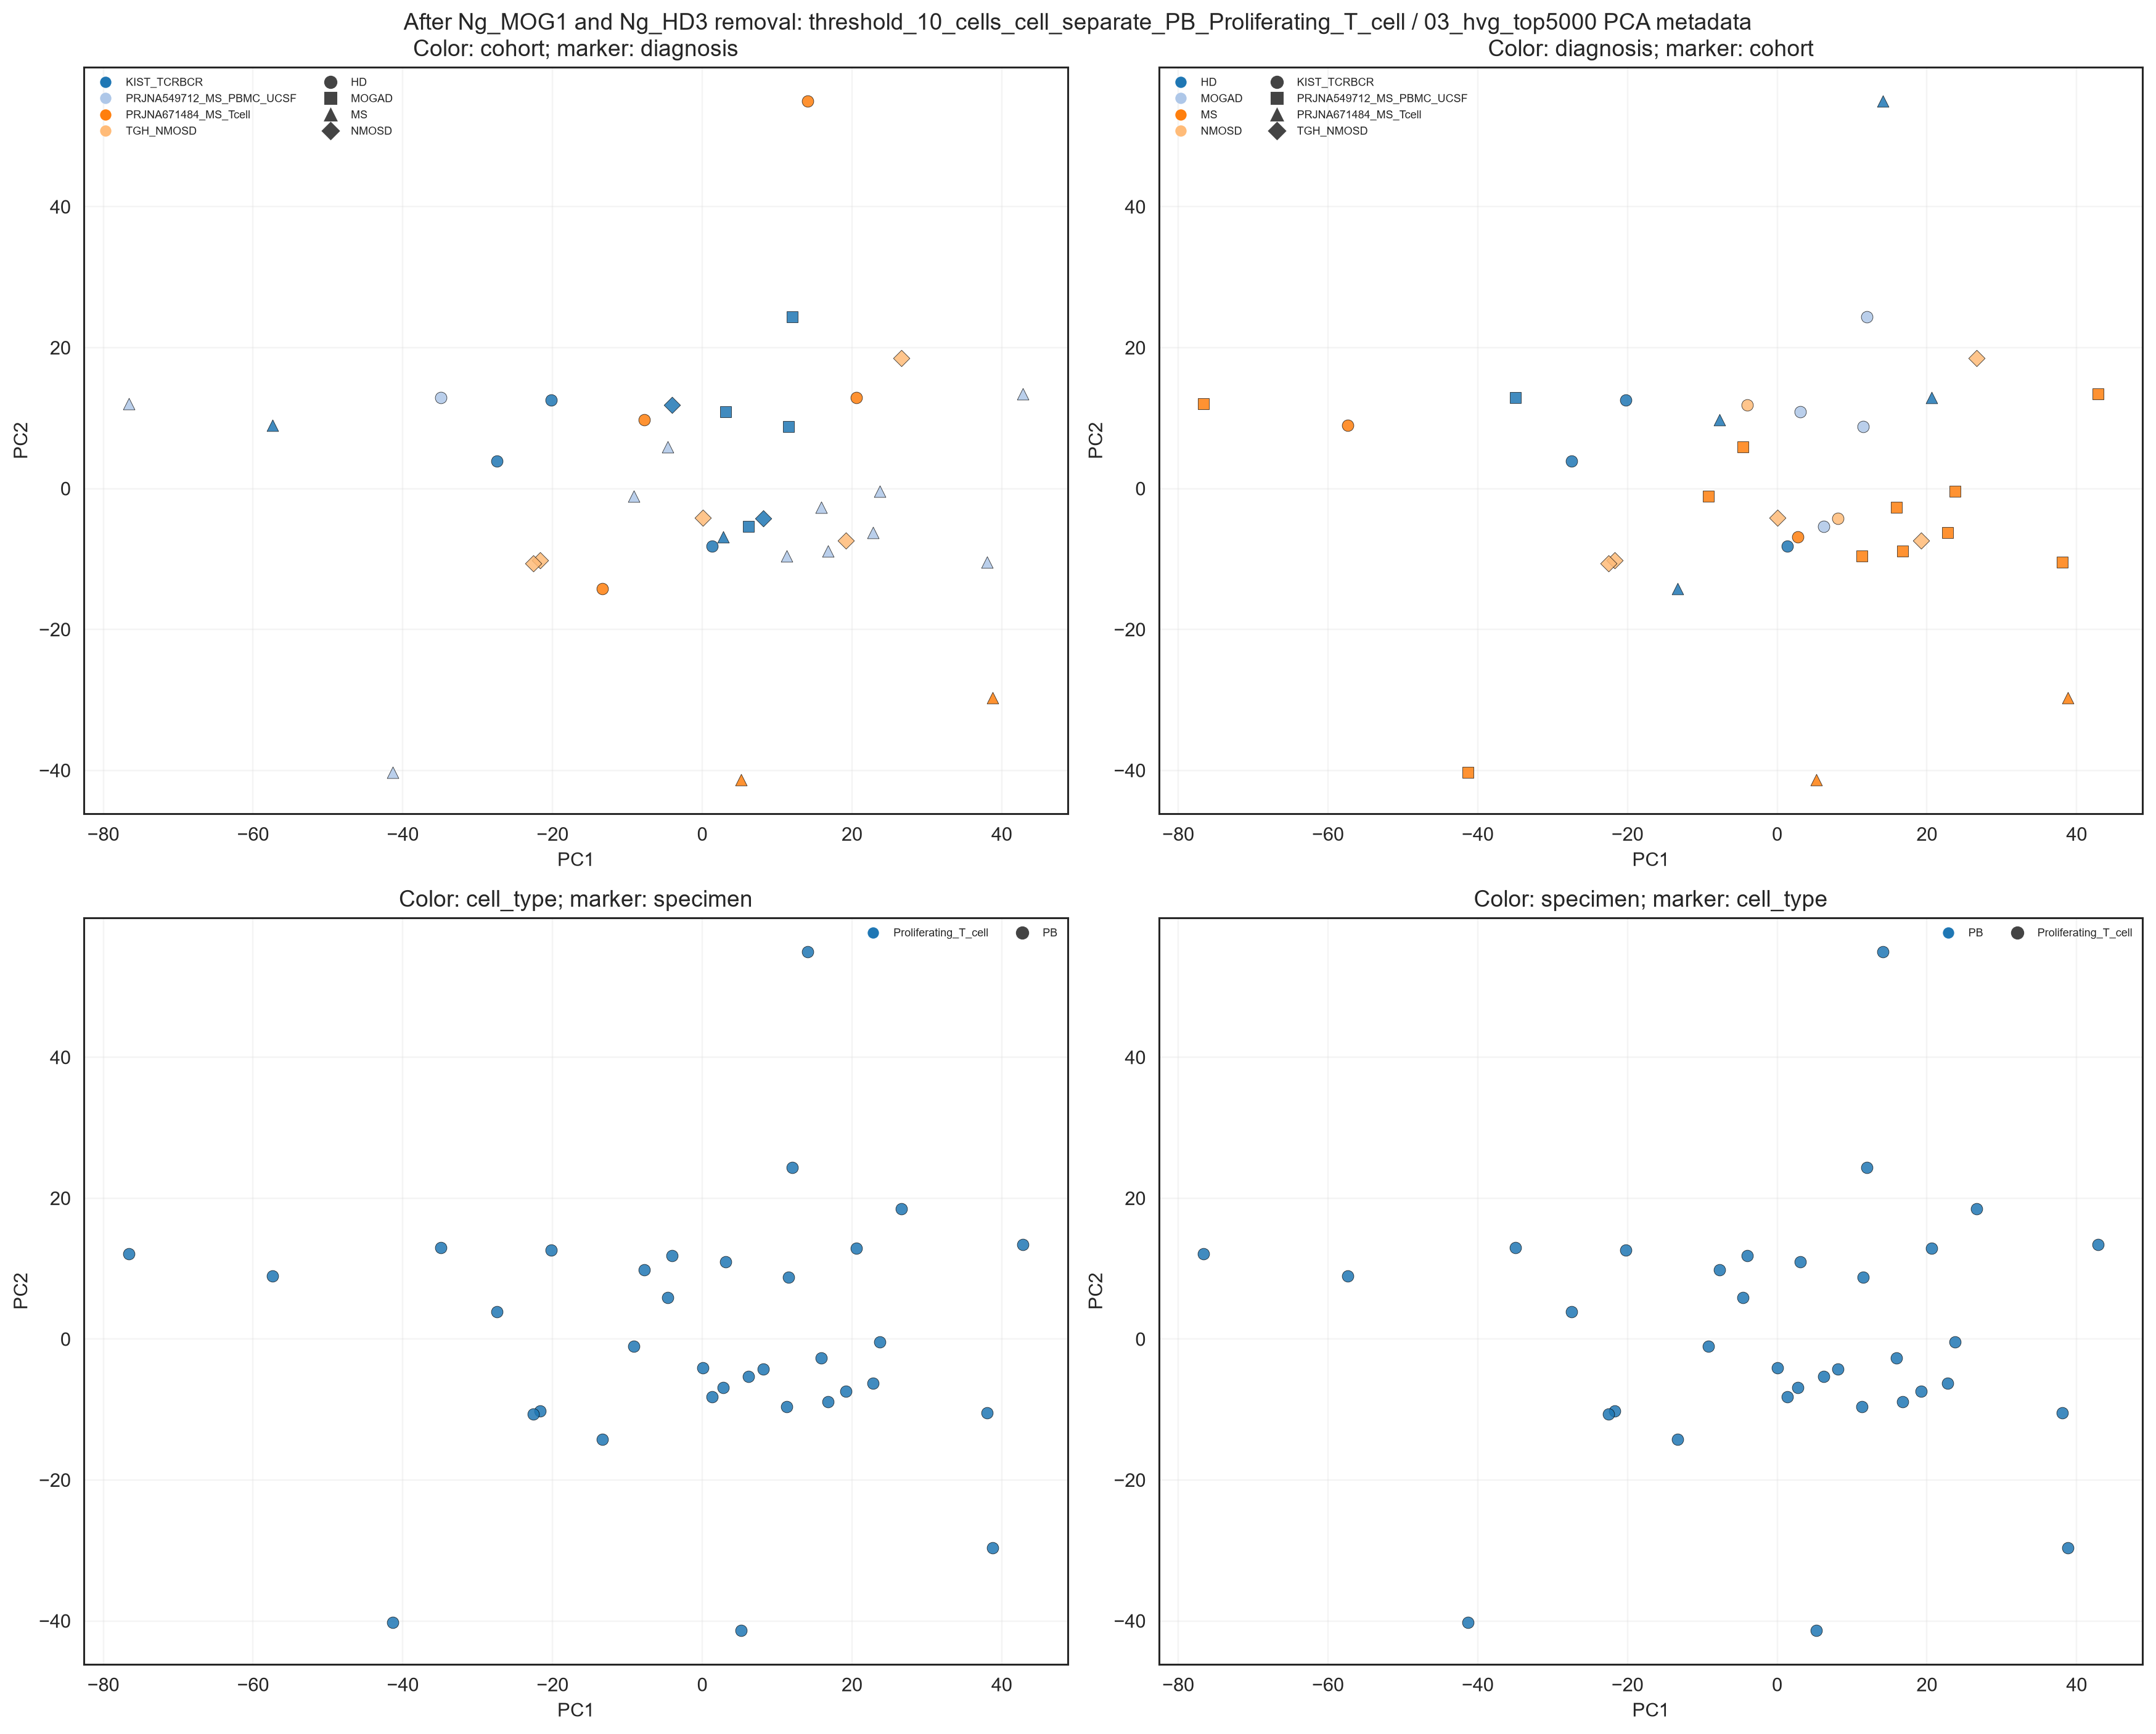 After Ng_MOG1 and Ng_HD3 removal: threshold_10_cells_cell_separate_PB_Proliferating_T_cell / 03_hvg_top5000 PCA metadata
Color: cohort; marker: diagnosis
KIST_TCRBCR HD
PRJNA549712_MS_PBMC_UCSF MOGAD
PRJNA671484_MS_Tcell MS
TGH_NMOSD NMOSD
40
20
0
−20
−40
PC2
−80 −60 −40 −20 0 20 40
PC1
Color: diagnosis; marker: cohort
HD KIST_TCRBCR
MOGAD PRJNA549712_MS_PBMC_UCSF
MS PRJNA671484_MS_Tcell
NMOSD TGH_NMOSD
40
20
0
−20
−40
PC2
−80 −60 −40 −20 0 20 40
PC1
Color: cell_type; marker: specimen
Proliferating_T_cell PB
40
20
0
−20
−40
PC2
−80 −60 −40 −20 0 20 40
PC1
Color: specimen; marker: cell_type
PB Proliferating_T_cell
40
20
0
−20
−40
PC2
−80 −60 −40 −20 0 20 40
PC1